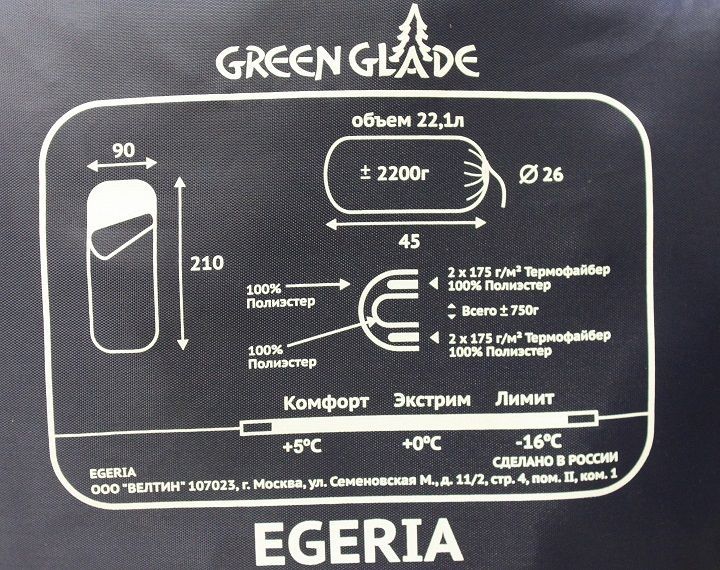 GREEN GLADE
объем 22,1л
90
± 2200г
Ø 26
45
210
100%
Полиэстер
2 x 175 г/м² Термофайбер
100% Полиэстер
Всего ± 750г
100%
Полиэстер
2 x 175 г/м² Термофайбер
100% Полиэстер
Комфорт Экстрим Лимит
+5°C +0°C -16°C
СДЕЛАНО В РОССИИ
EGERIA
ООО "ВЕЛТИН" 107023, г. Москва, ул. Семеновская М., д. 11/2, стр. 4, пом. II, ком. 1
EGERIA